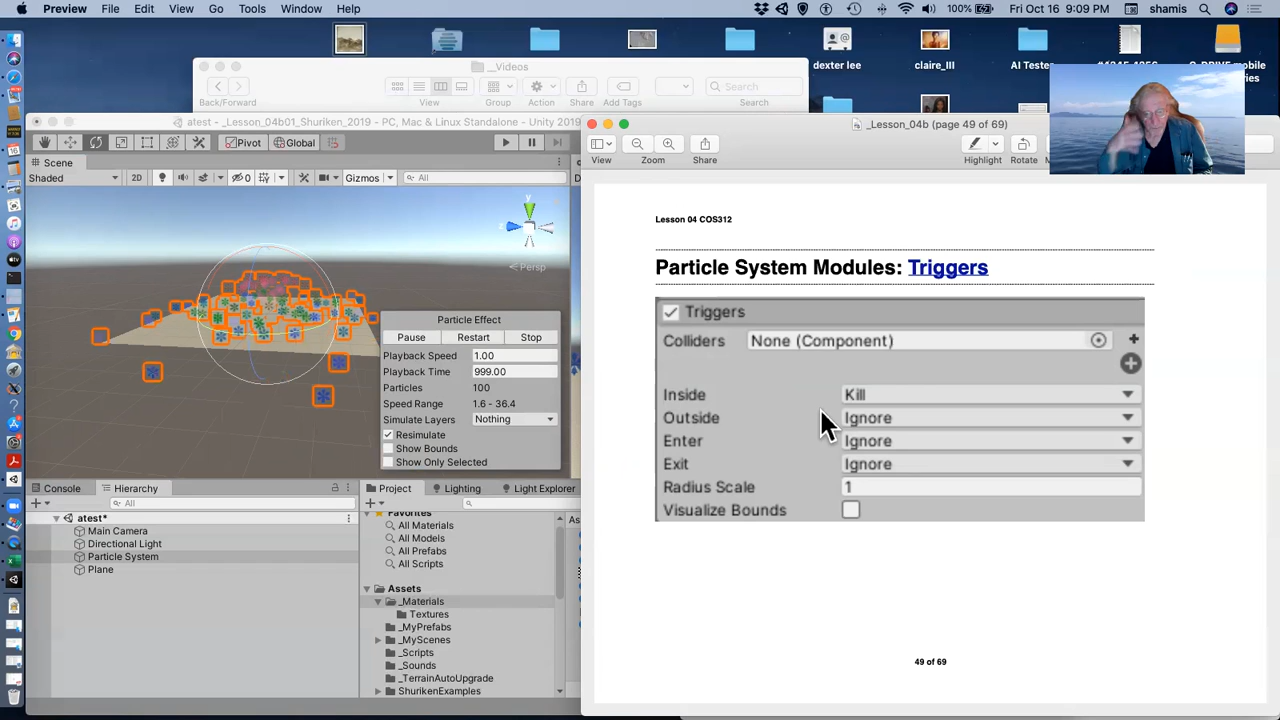 Preview File Edit View Go Tools Window Help
100% Fri Oct 16 9:09 PM shamis
dexter lee
claire_III
AI Teste
__Videos
Back/Forward View Group Action Share Add Tags Search
Search
atest - _Lesson_04b01_Shuriken_2019 - PC, Mac & Linux Standalone - Unity 2019
Pivot Global
Scene
Shaded 2D 0 Gizmos All
y
Persp
Particle Effect
Pause Restart Stop
Playback Speed 1.00
Playback Time 999.00
Particles 100
Speed Range 1.6 - 36.4
Simulate Layers Nothing
Resimulate
Show Bounds
Show Only Selected
Console Hierarchy
All
atest*
Main Camera
Directional Light
Particle System
Plane
Project Lighting Light Explorer
Favorites
All Materials
All Models
All Prefabs
All Scripts
Assets
_Materials
Textures
_MyPrefabs
_MyScenes
_Scripts
_Sounds
_TerrainAutoUpgrade
ShurikenExamples
_Lesson_04b (page 49 of 69)
View Zoom Share Highlight Rotate
Lesson 04 COS312
Particle System Modules: Triggers
Triggers
Colliders None (Component)
Inside Kill
Outside Ignore
Enter Ignore
Exit Ignore
Radius Scale 1
Visualize Bounds
49 of 69